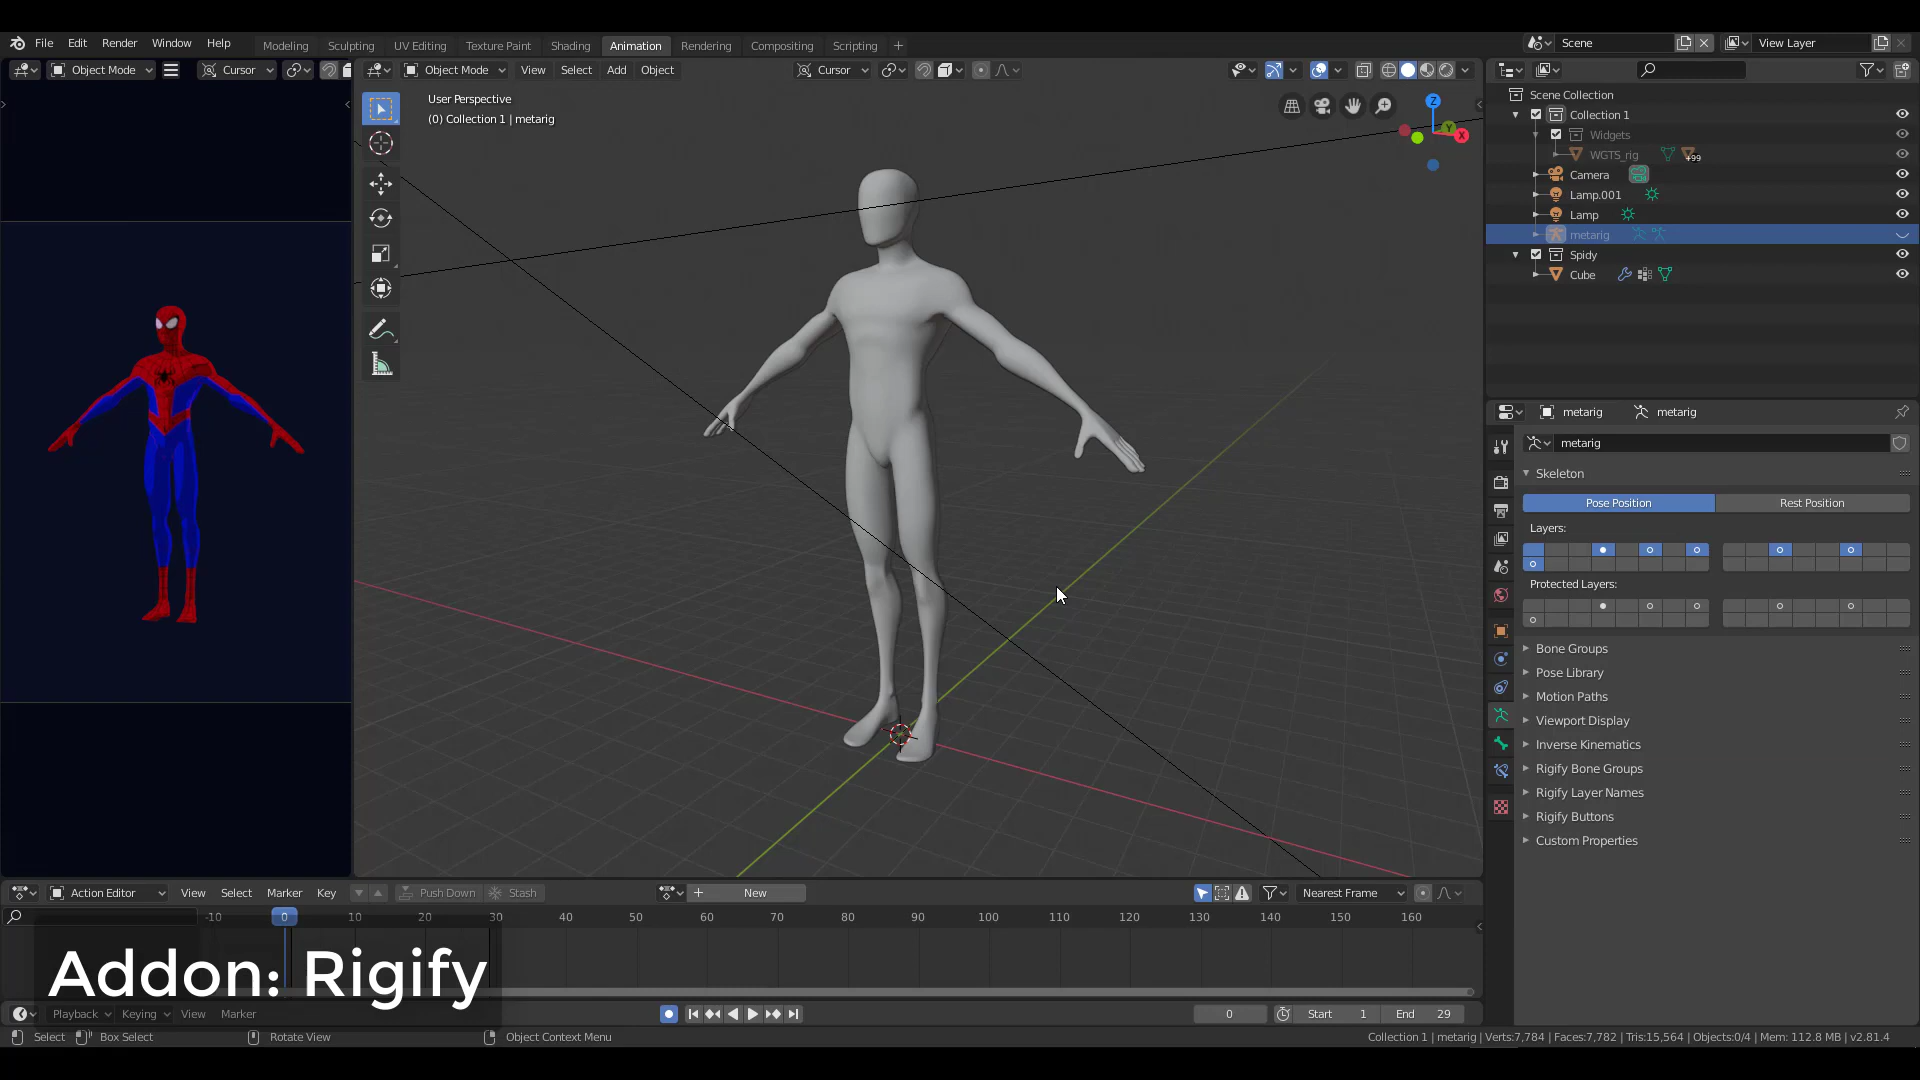 File Edit Render Window Help Modeling Sculpting UV Editing Texture Paint Shading Animation Rendering Compositing Scripting + Scene View Layer
Object Mode Cursor
Object Mode View Select Add Object Cursor
User Perspective
(0) Collection 1 | metarig
Z
Y
X
Scene Collection
Collection 1
Widgets
WGTS_rig +99
Camera
Lamp.001
Lamp
metarig
Spidy
Cube
metarig metarig
metarig
Skeleton
Pose Position Rest Position
Layers:
Protected Layers:
Bone Groups
Pose Library
Motion Paths
Viewport Display
Inverse Kinematics
Rigify Bone Groups
Rigify Layer Names
Rigify Buttons
Custom Properties
Action Editor View Select Marker Key Push Down Stash + New Nearest Frame
-10 0 10 20 30 40 50 60 70 80 90 100 110 120 130 140 150 160
Addon: Rigify
Playback Keying View Marker 0 Start 1 End 29
Select Box Select Rotate View Object Context Menu Collection 1 | metarig | Verts:7,784 | Faces:7,782 | Tris:15,564 | Objects:0/4 | Mem: 112.8 MB | v2.81.4